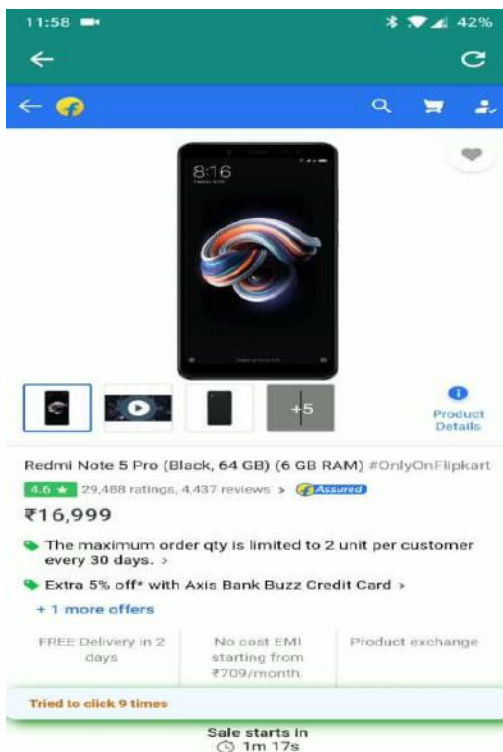 11:58
42%
8:16
+5
Product
Details
Redmi Note 5 Pro (Black, 64 GB) (6 GB RAM) #OnlyOnFlipkart
4.6 ★ 29,488 ratings, 4,437 reviews > Assured
₹16,999
The maximum order qty is limited to 2 unit per customer
every 30 days. >
Extra 5% off* with Axis Bank Buzz Credit Card >
+ 1 more offers
FREE Delivery in 2
days
No cost EMI
starting from
₹709/month
Product exchange
Tried to click 9 times
Sale starts in
1m 17s